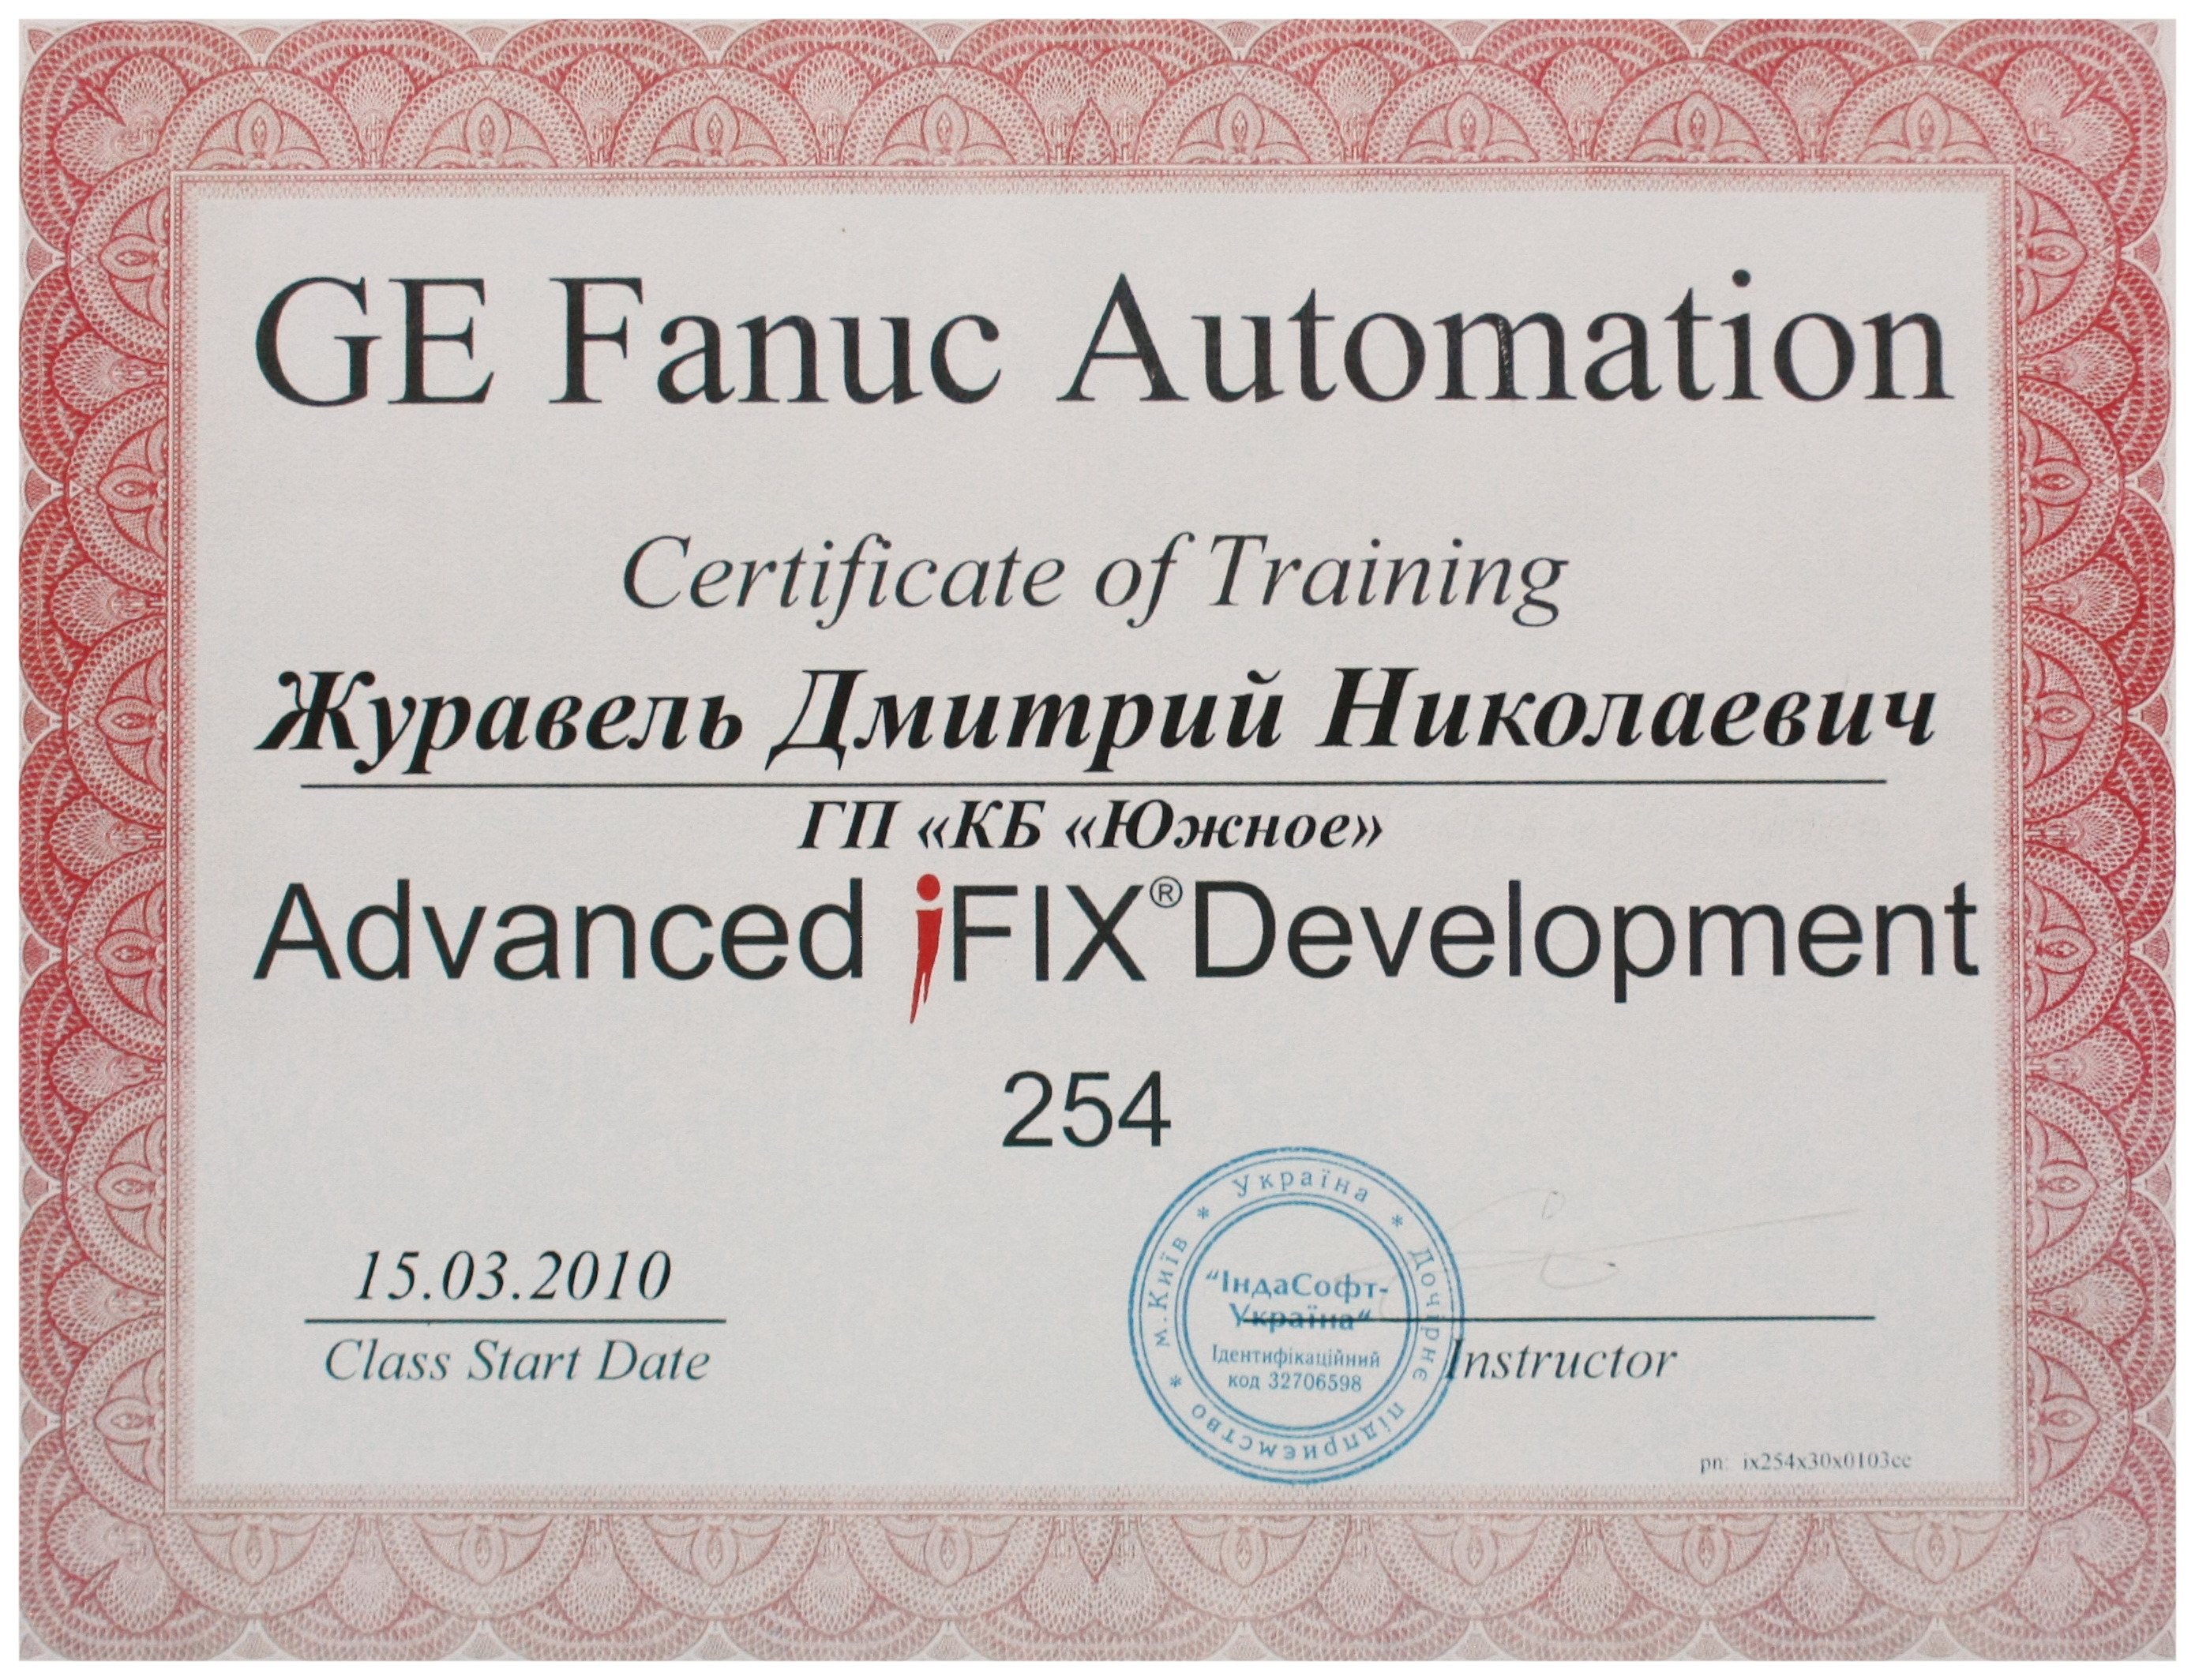 GE Fanuc Automation
Certificate of Training
Журавель Дмитрий Николаевич
ГП «КБ «Южное»
Advanced iFIX® Development
254
15.03.2010
Class Start Date
* Україна * Дочірнє підприємство * м.Київ
"ІндаСофт-
Україна"
Ідентифікаційний
код 32706598
Instructor
pn: ix254x30x0103ce